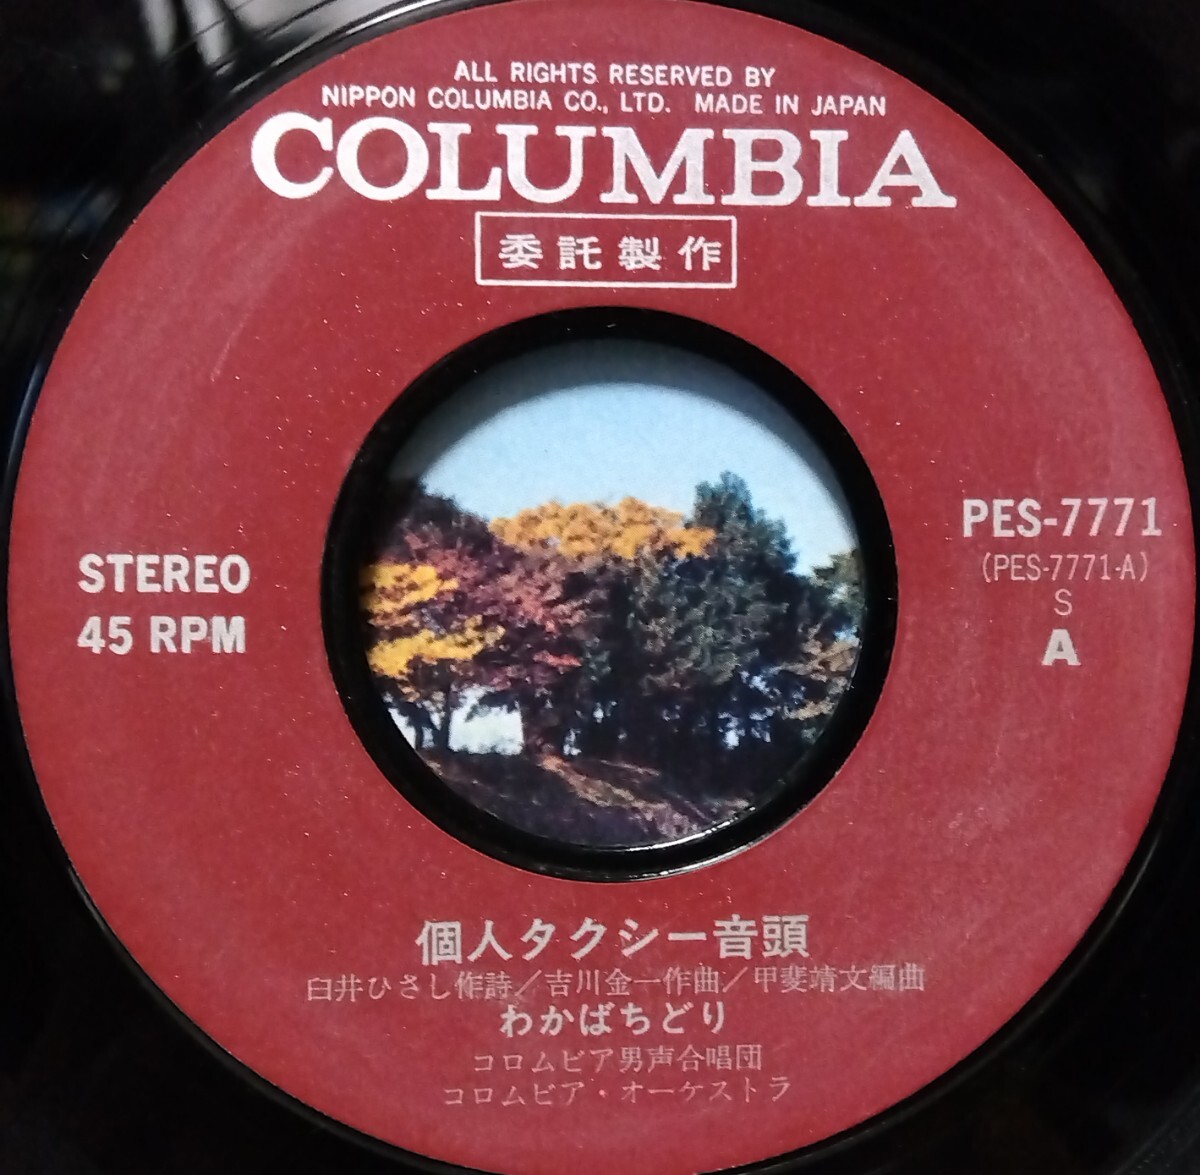 ALL RIGHTS RESERVED BY
NIPPON COLUMBIA CO., LTD. MADE IN JAPAN
COLUMBIA
委託製作
STEREO
45 RPM
PES-7771
(PES-7771-A)
S
A
個人タクシー音頭
臼井ひさし作詩／吉川金一作曲／甲斐靖文編曲
わかばちどり
コロムビア男声合唱団
コロムビア・オーケストラ